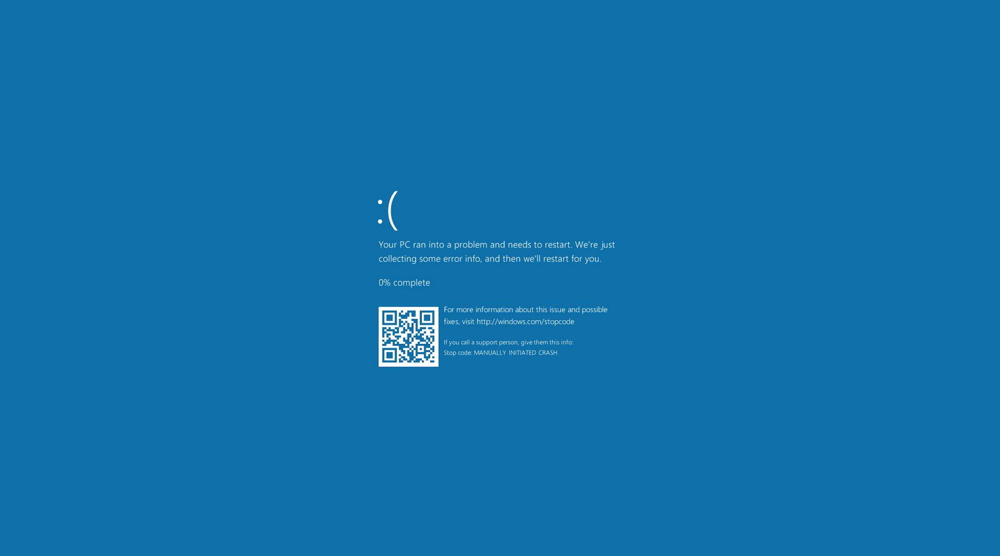 :(
Your PC ran into a problem and needs to restart. We're just
collecting some error info, and then we'll restart for you.
0% complete
For more information about this issue and possible
fixes, visit http://windows.com/stopcode
If you call a support person, give them this info:
Stop code: MANUALLY INITIATED CRASH